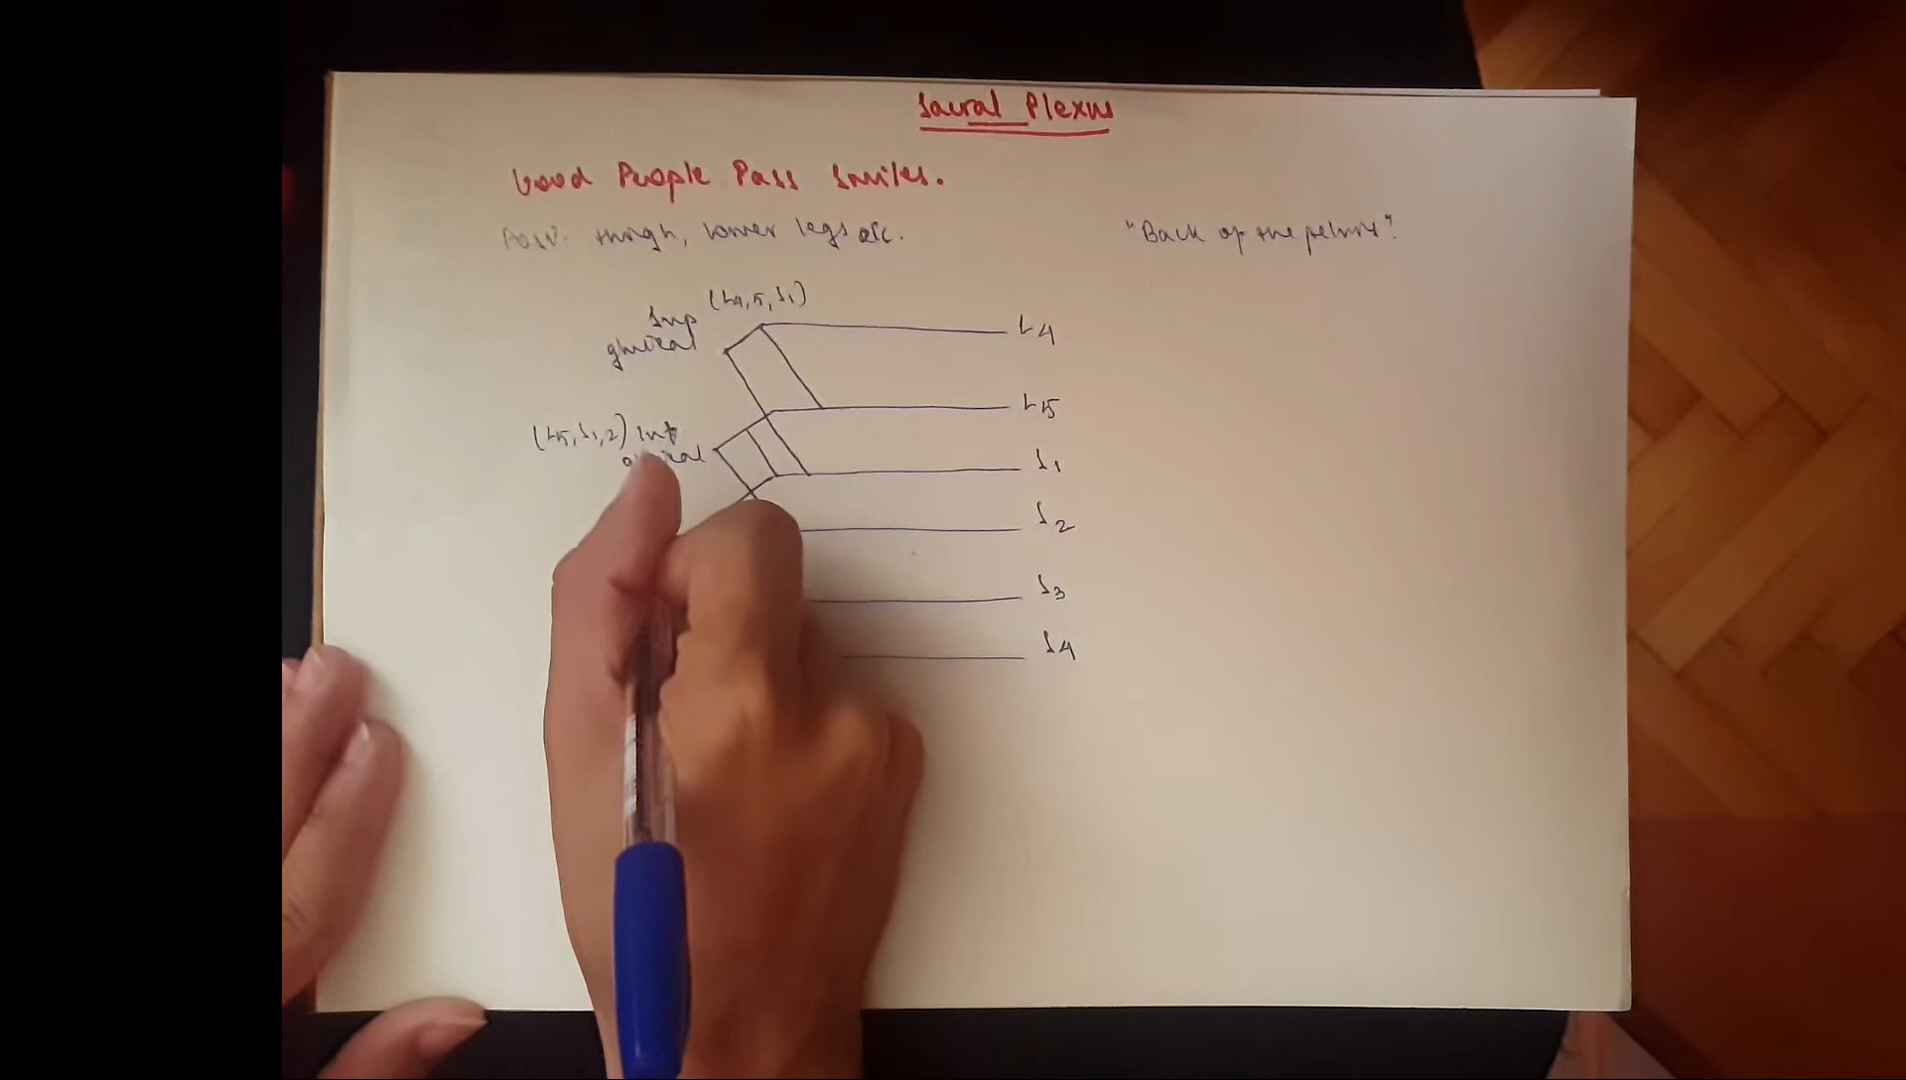 Sacral Plexus
Good People Pass Smiles.
Post. thigh, lower legs etc.
"Back of the pelvis".
(L4,5,S1)
Sup
gluteal
L4
L5
(L5,S1,2) Inf
gluteal
S1
S2
S3
S4